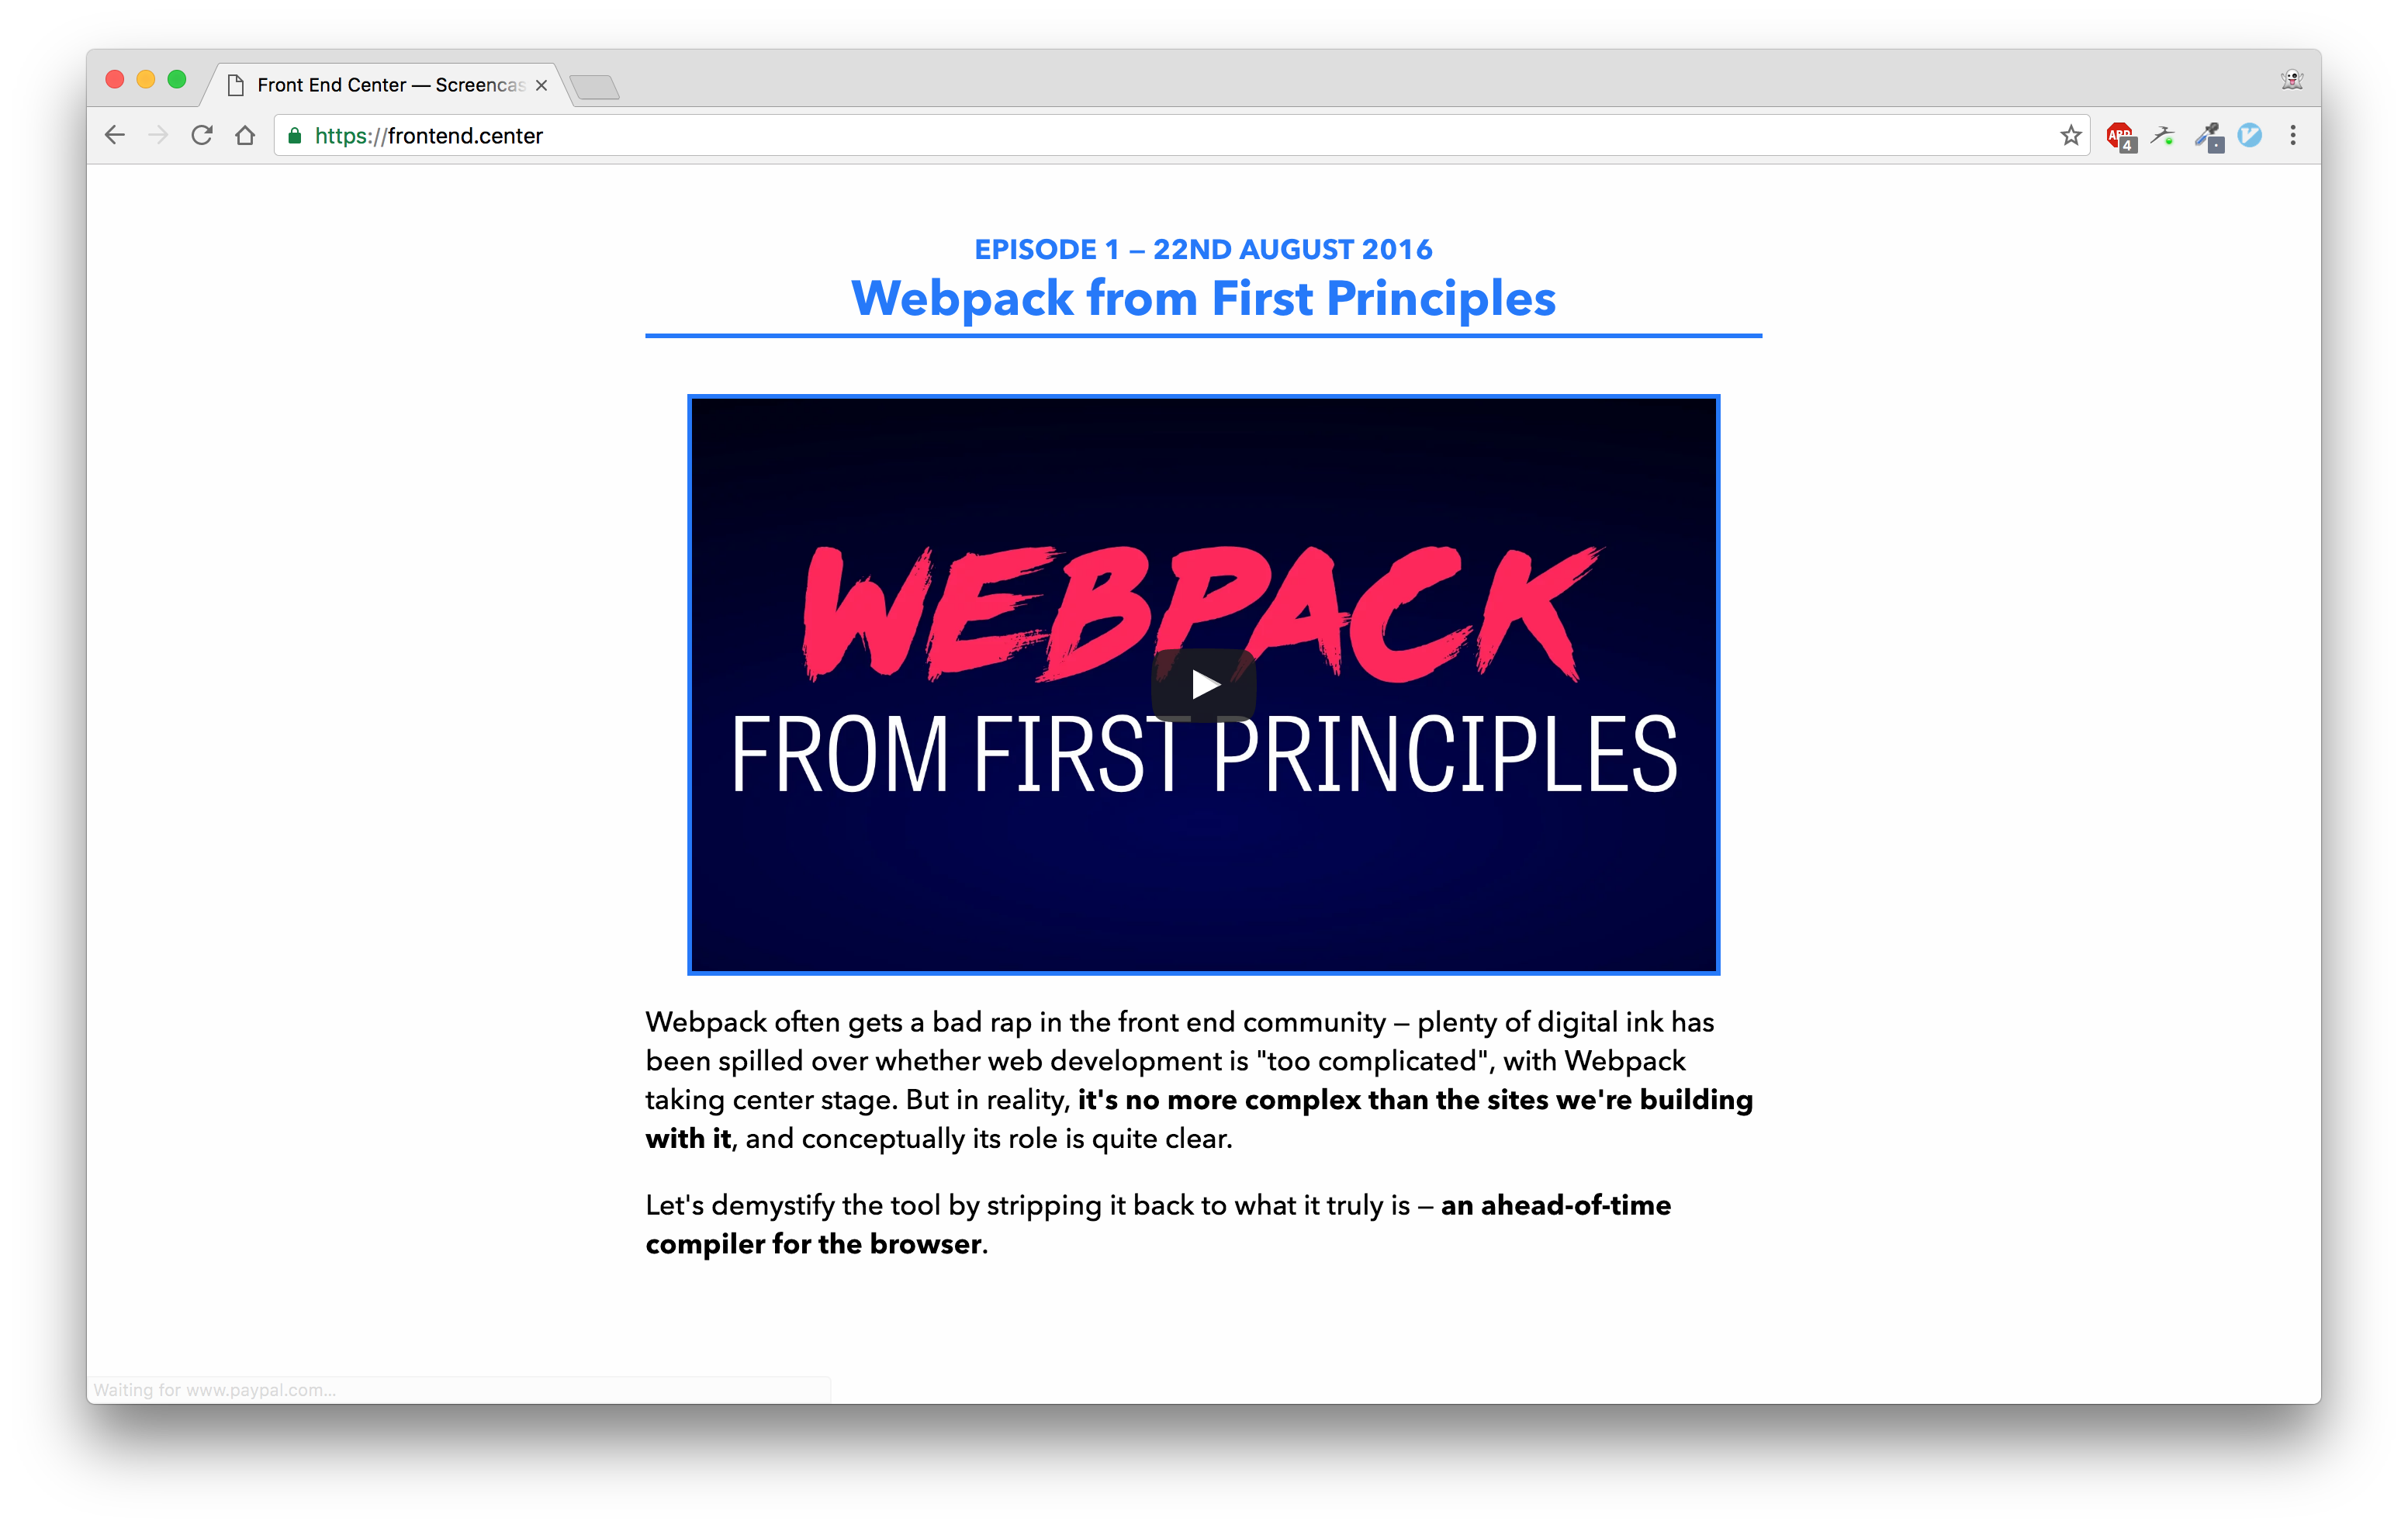 Front End Center — Screencas
https://frontend.center
ABP
4
EPISODE 1 – 22ND AUGUST 2016
Webpack from First Principles
WEBPACK
FROM FIRST PRINCIPLES
Webpack often gets a bad rap in the front end community – plenty of digital ink has
been spilled over whether web development is "too complicated", with Webpack
taking center stage. But in reality, it's no more complex than the sites we're building
with it, and conceptually its role is quite clear.
Let's demystify the tool by stripping it back to what it truly is – an ahead-of-time
compiler for the browser.
Waiting for www.paypal.com...